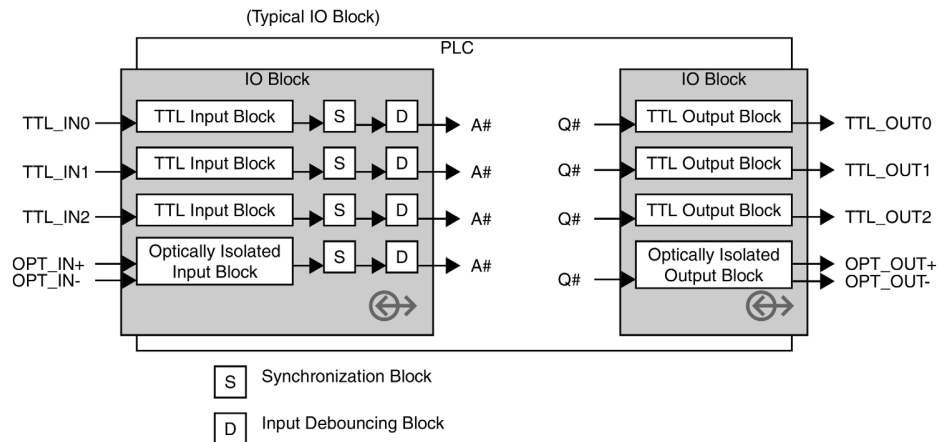 (Typical IO Block)
PLC
IO Block
IO Block
TTL_IN0
TTL Input Block
S
D
A#
Q#
TTL Output Block
TTL_OUT0
TTL_IN1
TTL Input Block
S
D
A#
Q#
TTL Output Block
TTL_OUT1
TTL_IN2
TTL Input Block
S
D
A#
Q#
TTL Output Block
TTL_OUT2
OPT_IN+
OPT_IN-
Optically Isolated
Input Block
S
D
A#
Q#
Optically Isolated
Output Block
OPT_OUT+
OPT_OUT-
S
Synchronization Block
D
Input Debouncing Block